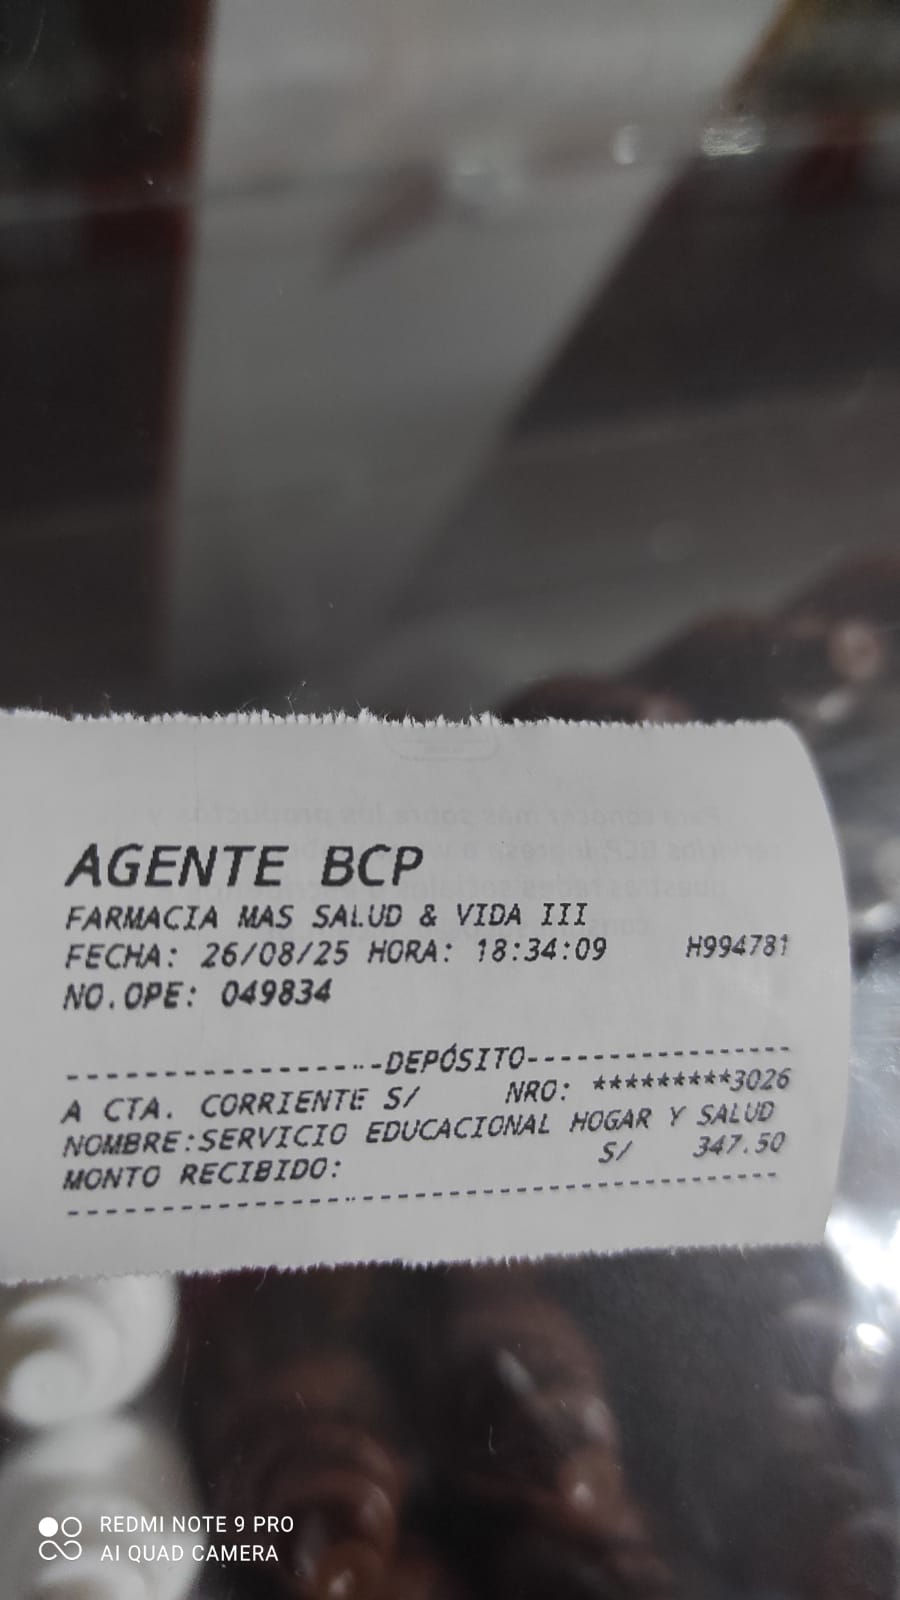 AGENTE BCP
FARMACIA MAS SALUD & VIDA III
FECHA: 26/08/25 HORA: 18:34:09 H994781
NO.OPE: 049834
--------------------DEPÓSITO----------------
A CTA. CORRIENTE S/ NRO: *********3026
NOMBRE:SERVICIO EDUCACIONAL HOGAR Y SALUD
MONTO RECIBIDO: S/ 347.50
REDMI NOTE 9 PRO
AI QUAD CAMERA